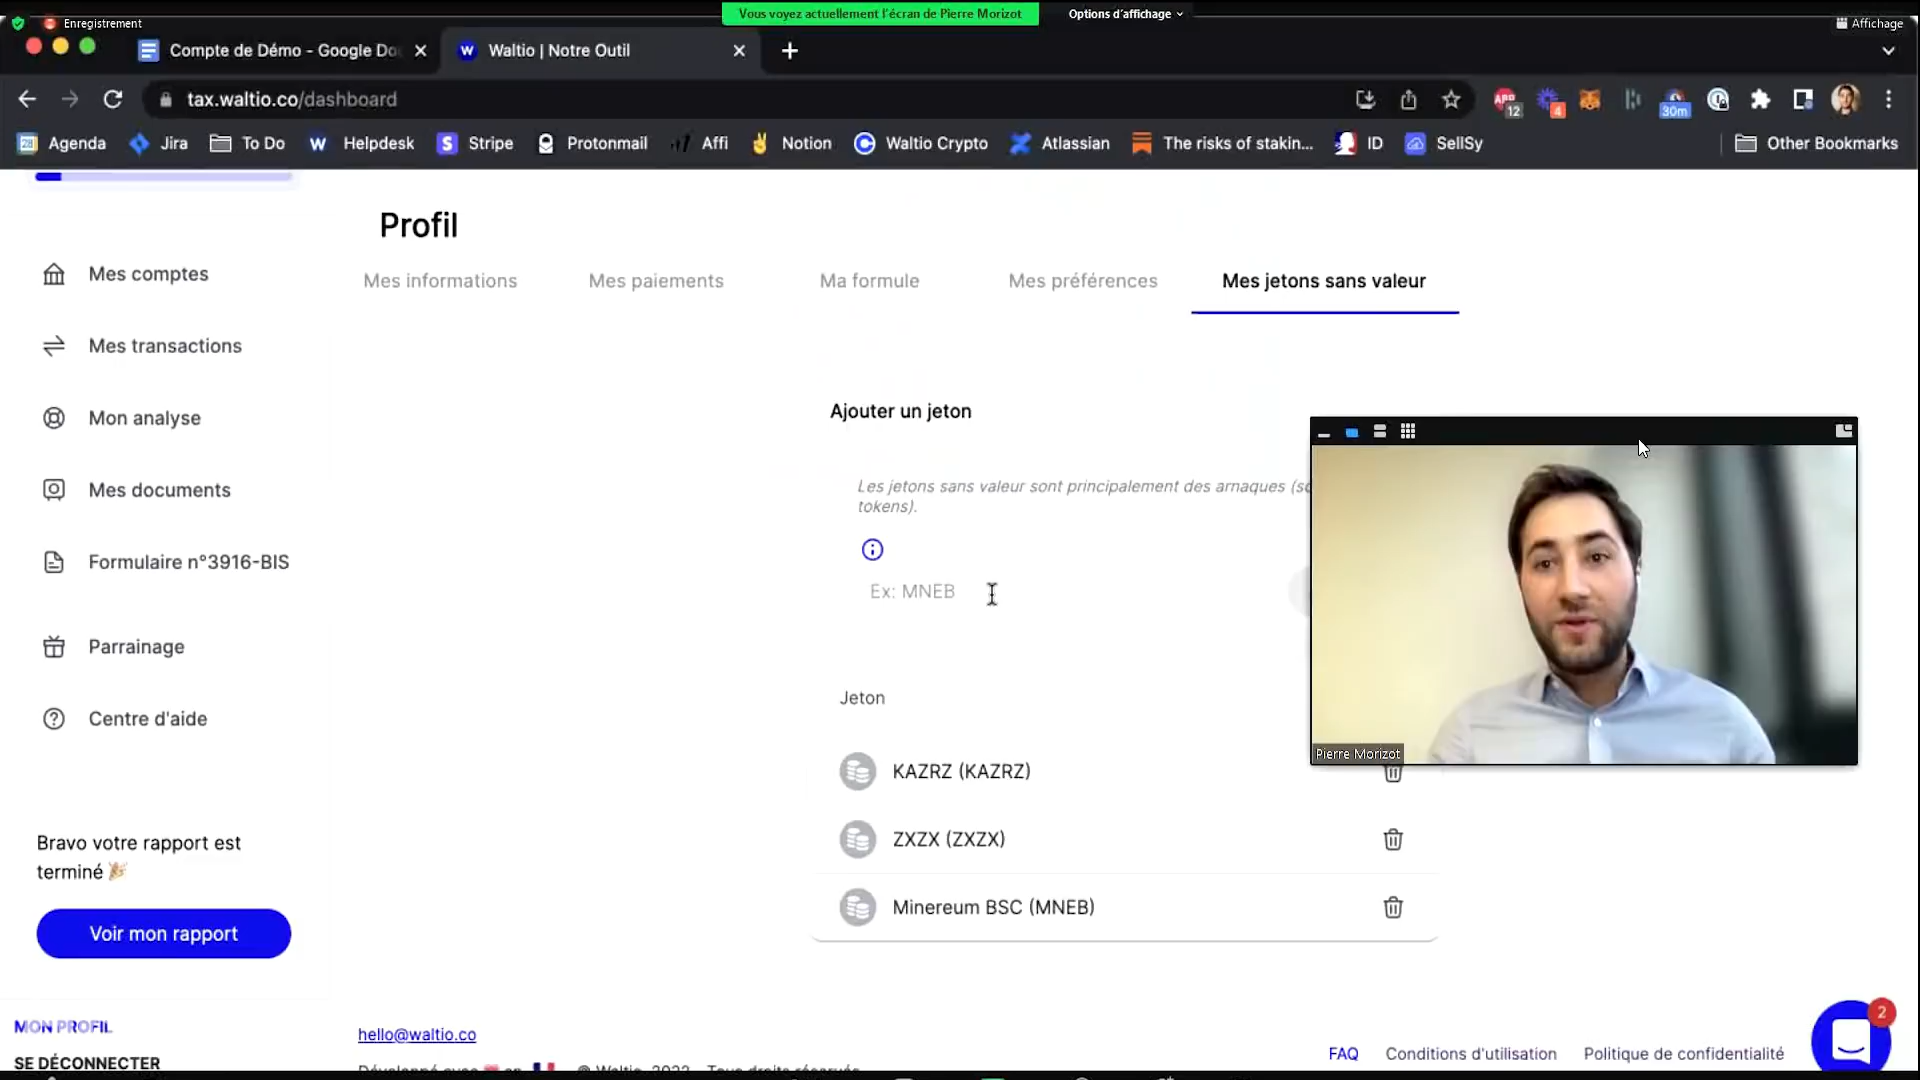 Enregistrement
Vous voyez actuellement l'écran de Pierre Morizot
Options d'affichage
Affichage
Compte de Démo - Google Do
Waltio | Notre Outil
tax.waltio.co/dashboard
12
4
30m
Agenda
Jira
To Do
Helpdesk
Stripe
Protonmail
Affi
Notion
Waltio Crypto
Atlassian
The risks of stakin...
ID
SellSy
Other Bookmarks
Profil
Mes informations
Mes paiements
Ma formule
Mes préférences
Mes jetons sans valeur
Mes comptes
Mes transactions
Mon analyse
Mes documents
Formulaire n°3916-BIS
Parrainage
Centre d'aide
Bravo votre rapport est
terminé
Voir mon rapport
MON PROFIL
SE DÉCONNECTER
Ajouter un jeton
Les jetons sans valeur sont principalement des arnaques
tokens).
Ex: MNEB
Jeton
KAZRZ (KAZRZ)
ZXZX (ZXZX)
Minereum BSC (MNEB)
Pierre Morizot
hello@waltio.co
FAQ
Conditions d'utilisation
Politique de confidentialité
2